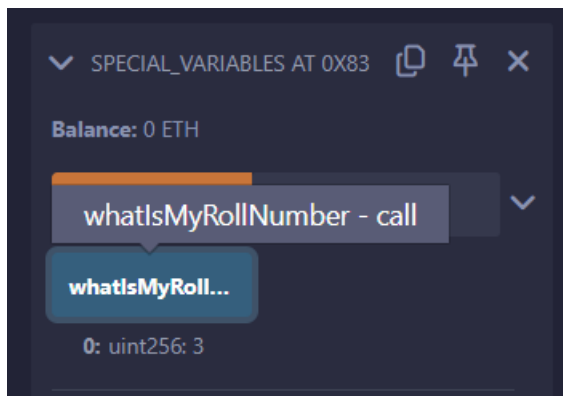 SPECIAL_VARIABLES AT 0X83
Balance: 0 ETH
whatIsMyRollNumber - call
whatIsMyRoll...
0: uint256: 3